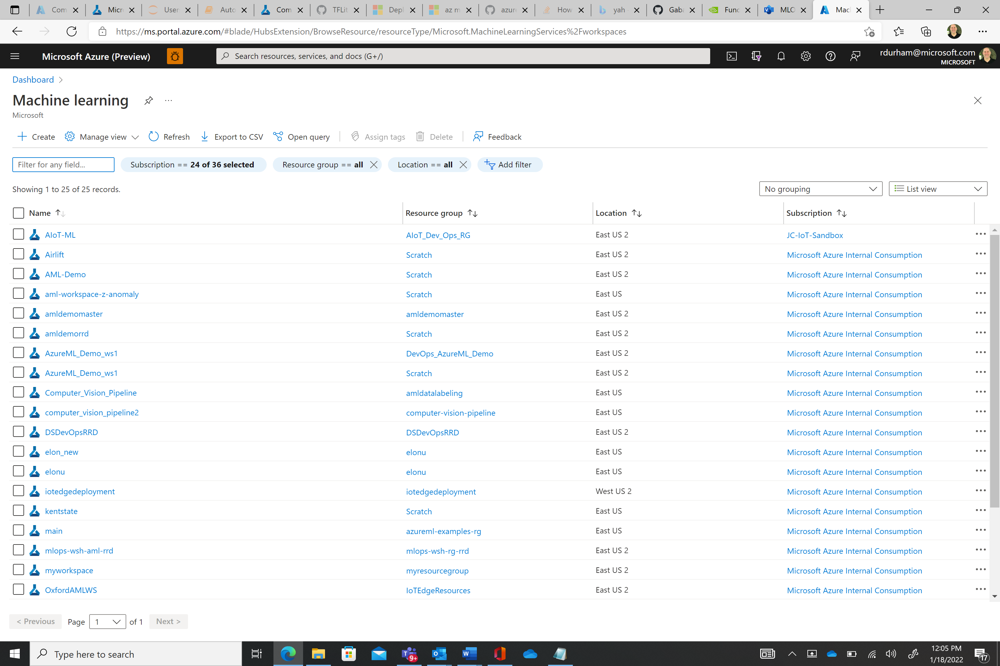 Com
Micr
User
Auto
Com
TFLit
Depl
az m
azur
How
yah
Gab
Func
MLO
Mac
https://ms.portal.azure.com/#blade/HubsExtension/BrowseResource/resourceType/Microsoft.MachineLearningServices%2Fworkspaces
Microsoft Azure (Preview)
Search resources, services, and docs (G+/)
rdurham@microsoft.com
MICROSOFT
Dashboard >
Machine learning
...
Microsoft
Create Manage view Refresh Export to CSV Open query Assign tags Delete Feedback
Filter for any field... Subscription == 24 of 36 selected Resource group == all Location == all Add filter
Showing 1 to 25 of 25 records. No grouping List view
Name Resource group Location Subscription
AIoT-ML AIoT_Dev_Ops_RG East US 2 JC-IoT-Sandbox
Airlift Scratch East US 2 Microsoft Azure Internal Consumption
AML-Demo Scratch East US 2 Microsoft Azure Internal Consumption
aml-workspace-z-anomaly Scratch East US Microsoft Azure Internal Consumption
amldemomaster amldemomaster East US 2 Microsoft Azure Internal Consumption
amldemorrd Scratch East US 2 Microsoft Azure Internal Consumption
AzureML_Demo_ws1 DevOps_AzureML_Demo East US 2 Microsoft Azure Internal Consumption
AzureML_Demo_ws1 Scratch East US 2 Microsoft Azure Internal Consumption
Computer_Vision_Pipeline amldatalabeling East US Microsoft Azure Internal Consumption
computer_vision_pipeline2 computer-vision-pipeline East US Microsoft Azure Internal Consumption
DSDevOpsRRD DSDevOpsRRD East US 2 Microsoft Azure Internal Consumption
elon_new elonu East US Microsoft Azure Internal Consumption
elonu elonu East US Microsoft Azure Internal Consumption
iotedgedeployment iotedgedeployment West US 2 Microsoft Azure Internal Consumption
kentstate Scratch East US Microsoft Azure Internal Consumption
main azureml-examples-rg East US Microsoft Azure Internal Consumption
mlops-wsh-aml-rrd mlops-wsh-rg-rrd East US 2 Microsoft Azure Internal Consumption
myworkspace myresourcegroup East US 2 Microsoft Azure Internal Consumption
OxfordAMLWS IoTEdgeResources East US 2 Microsoft Azure Internal Consumption
< Previous Page 1 of 1 Next >
Type here to search
9+
12:05 PM
1/18/2022
17